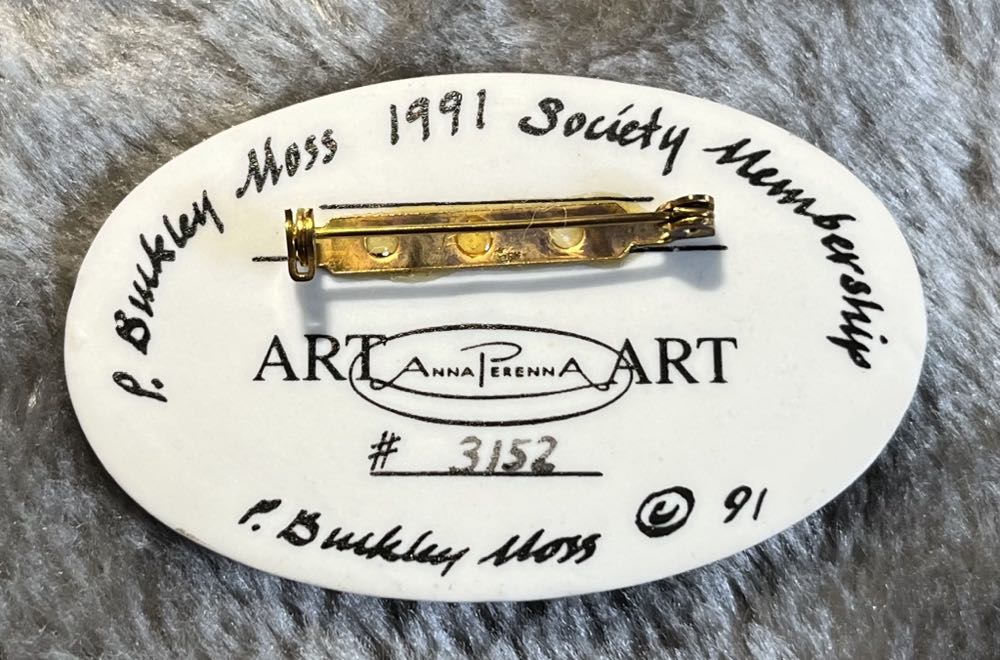 P. Buckley Moss 1991 Society Membership
ART ANNA PERENNA ART
# 3152
P. Buckley Moss © 91